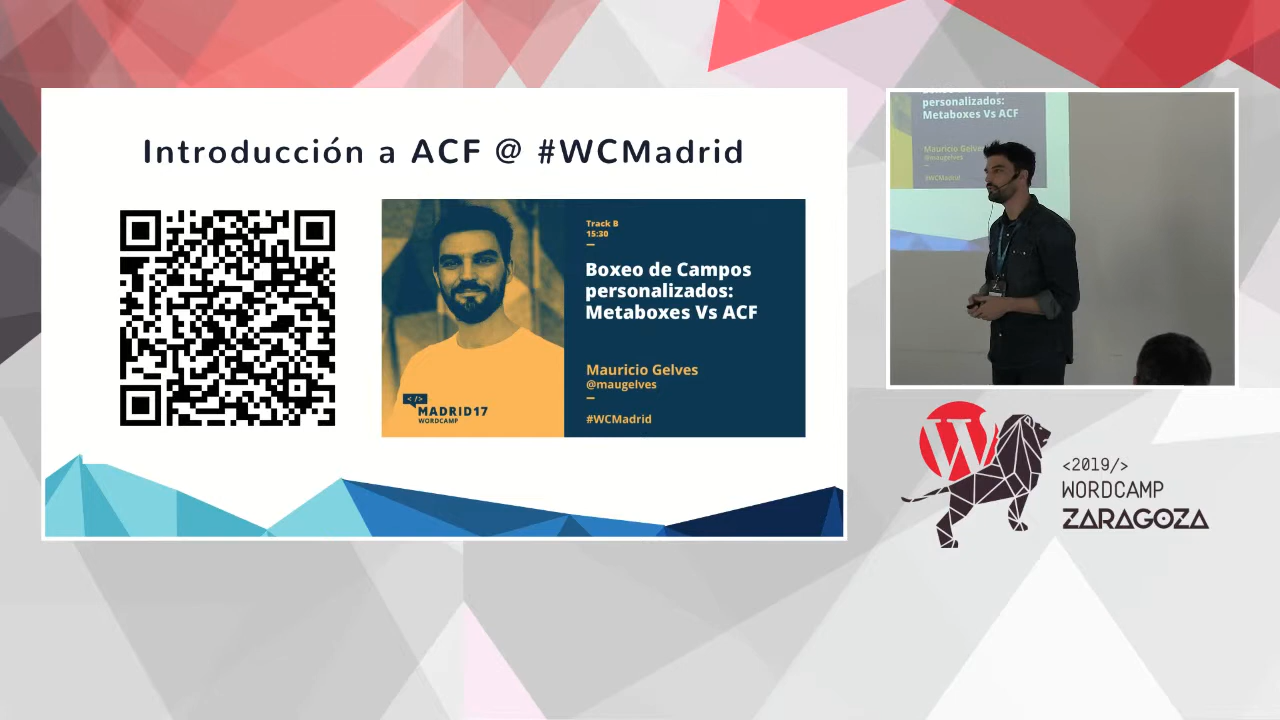 Introducción a ACF @ #WCMadrid
Track B
15:30
Boxeo de Campos
personalizados:
Metaboxes Vs ACF
Mauricio Gelves
@maugelves
#WCMadrid
</>
MADRID17
WORDCAMP
personalizados:
Metaboxes Vs ACF
Mauricio Gelves
@maugelves
#WCMadrid
W
<2019/>
WORDCAMP
ZARAGOZA